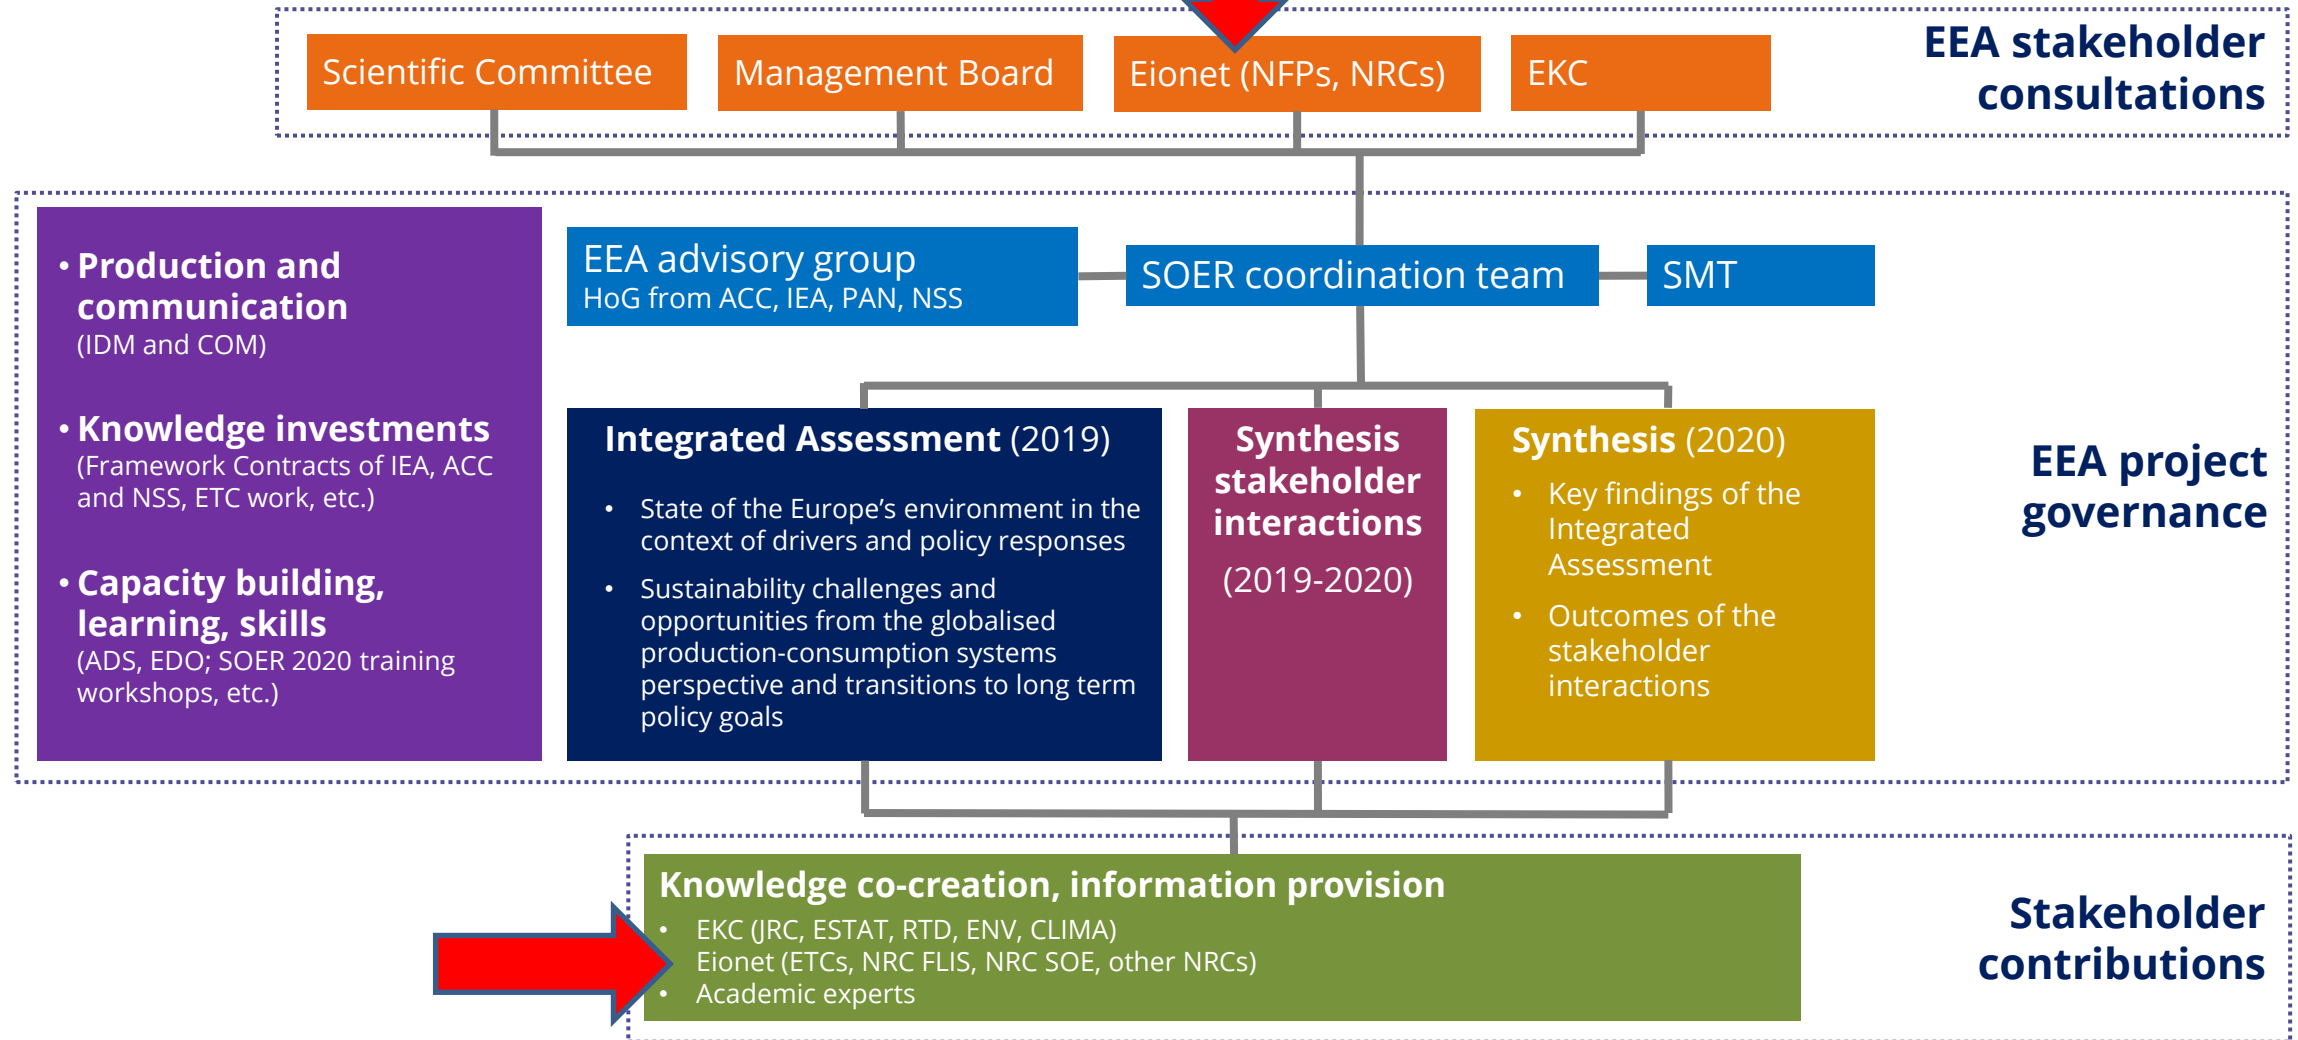 EEA stakeholder
consultations
Scientific Committee
Management Board
Eionet (NFPs, NRCs)
EKC
• Production and
communication
(IDM and COM)
• Knowledge investments
(Framework Contracts of IEA, ACC
and NSS, ETC work, etc.)
• Capacity building,
learning, skills
(ADS, EDO; SOER 2020 training
workshops, etc.)
EEA advisory group
HoG from ACC, IEA, PAN, NSS
SOER coordination team
SMT
Integrated Assessment (2019)
• State of the Europe’s environment in the
context of drivers and policy responses
• Sustainability challenges and
opportunities from the globalised
production-consumption systems
perspective and transitions to long term
policy goals
Synthesis
stakeholder
interactions
(2019-2020)
Synthesis (2020)
• Key findings of the
Integrated
Assessment
• Outcomes of the
stakeholder
interactions
EEA project
governance
Knowledge co-creation, information provision
• EKC (JRC, ESTAT, RTD, ENV, CLIMA)
Eionet (ETCs, NRC FLIS, NRC SOE, other NRCs)
• Academic experts
Stakeholder
contributions